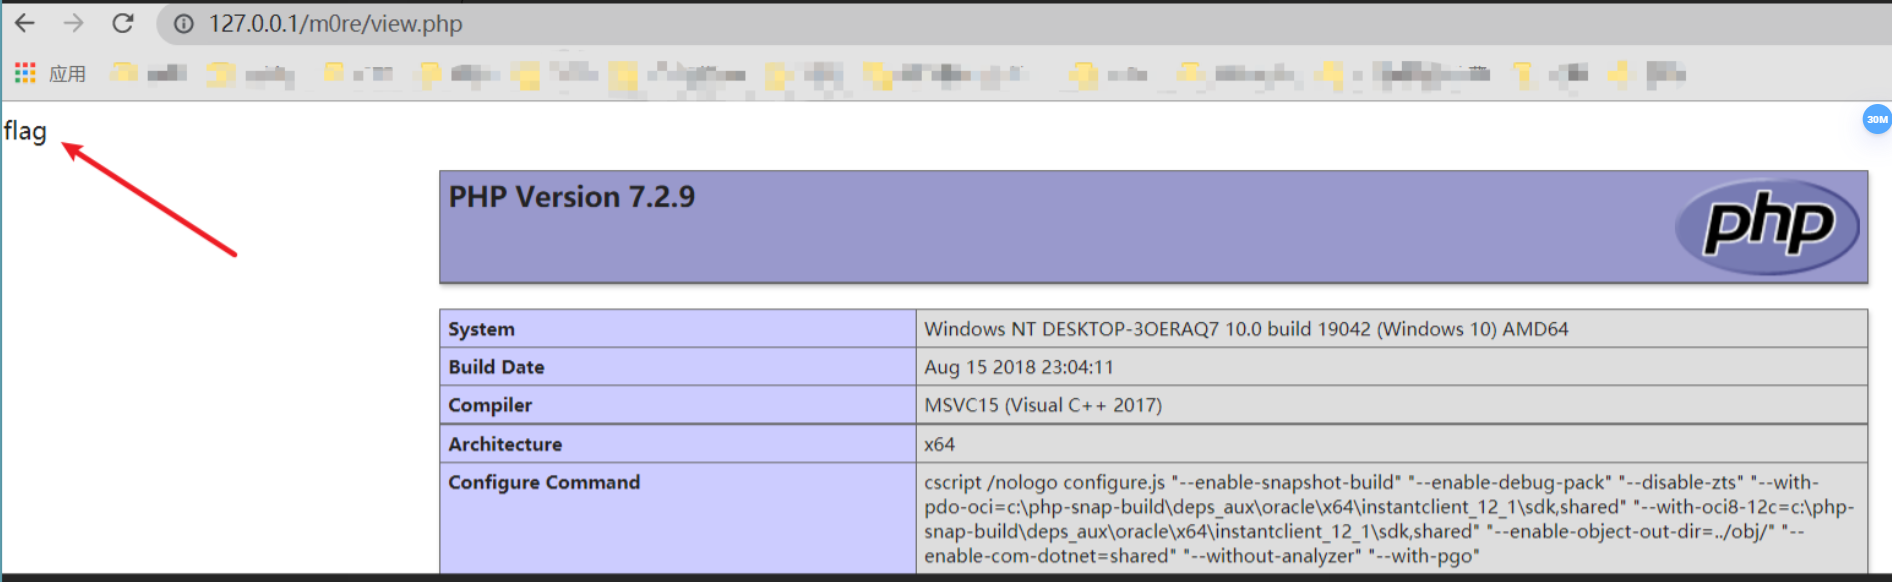 127.0.0.1/m0re/view.php
应用
flag
30M
PHP Version 7.2.9
php
System
Windows NT DESKTOP-3OERAQ7 10.0 build 19042 (Windows 10) AMD64
Build Date
Aug 15 2018 23:04:11
Compiler
MSVC15 (Visual C++ 2017)
Architecture
x64
Configure Command
cscript /nologo configure.js "--enable-snapshot-build" "--enable-debug-pack" "--disable-zts" "--with-
pdo-oci=c:\php-snap-build\deps_aux\oracle\x64\instantclient_12_1\sdk,shared" "--with-oci8-12c=c:\php-
snap-build\deps_aux\oracle\x64\instantclient_12_1\sdk,shared" "--enable-object-out-dir=../obj/" "--
enable-com-dotnet=shared" "--without-analyzer" "--with-pgo"